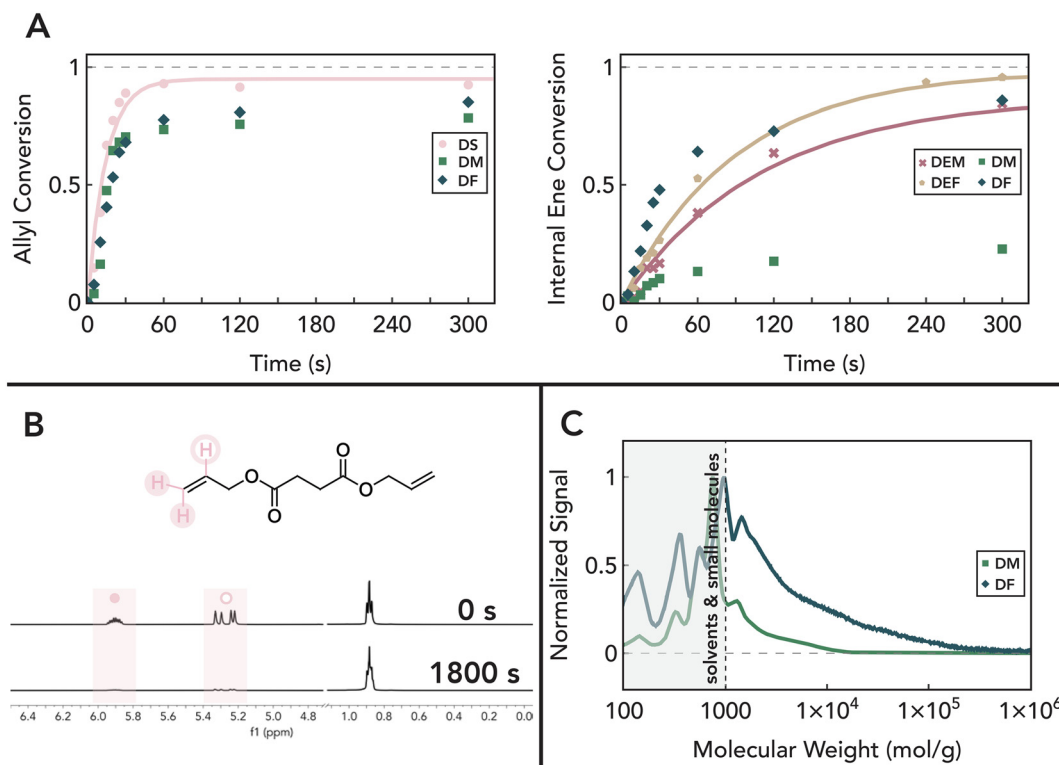 A
Allyl Conversion
1
0.5
0
0
60
120
180
240
300
Time (s)
DS
DM
DF
Internal Ene Conversion
1
0.5
0
0
60
120
180
240
300
Time (s)
DEM
DM
DEF
DF
B
H
H
H
O
O
O
O
0 s
1800 s
6.4
6.2
6.0
5.8
5.6
5.4
5.2
5.0
4.8
1.0
0.8
0.6
0.4
0.2
0.0
f1 (ppm)
C
Normalized Signal
1
0.5
0
solvents & small molecules
DM
DF
100
1000
1×10⁴
1×10⁵
1×10⁶
Molecular Weight (mol/g)